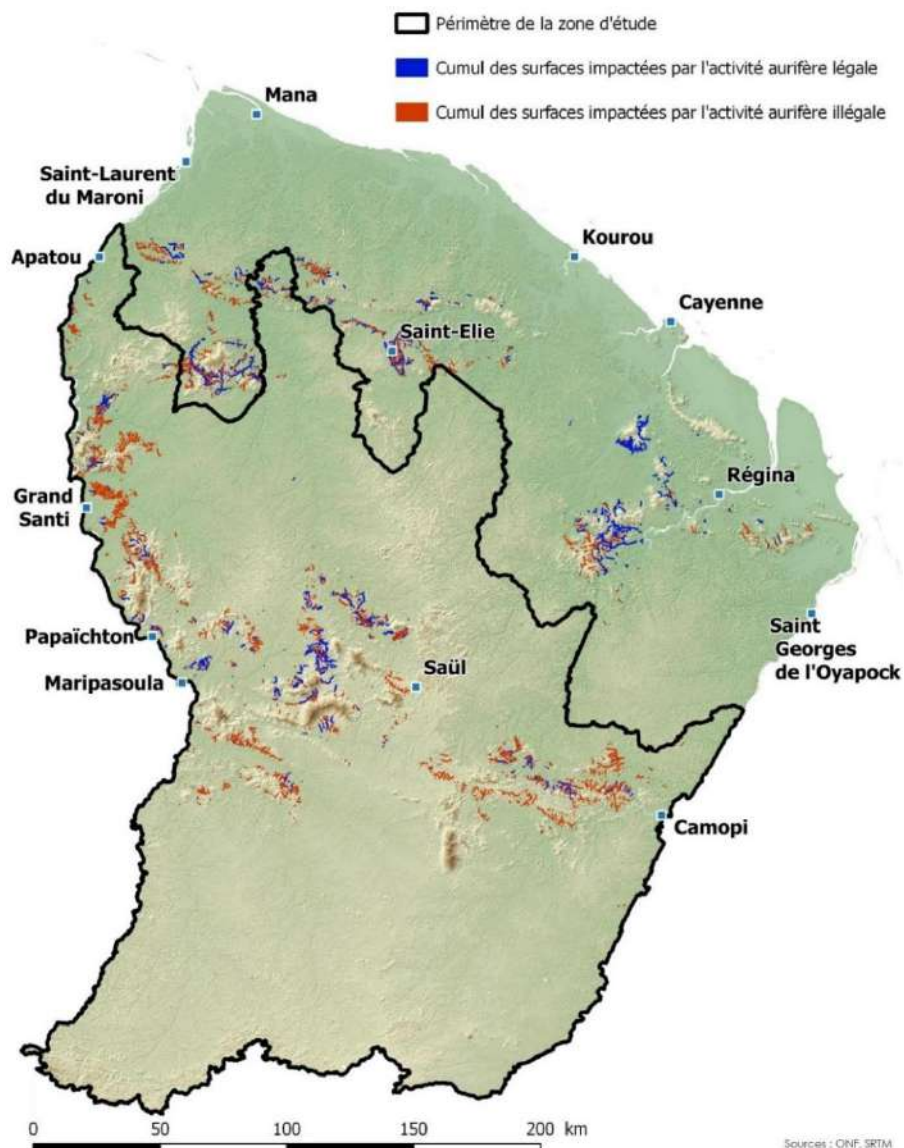 Périmètre de la zone d'étude
Cumul des surfaces impactées par l'activité aurifère légale
Cumul des surfaces impactées par l'activité aurifère illégale
Mana
Saint-Laurent
du Maroni
Apatou
Kourou
Cayenne
Saint-Elie
Régina
Grand
Santi
Papaïchton
Maripasoula
Saül
Saint
Georges
de l'Oyapock
Camopi
0 50 100 150 200 km
Sources : ONF, SRTM